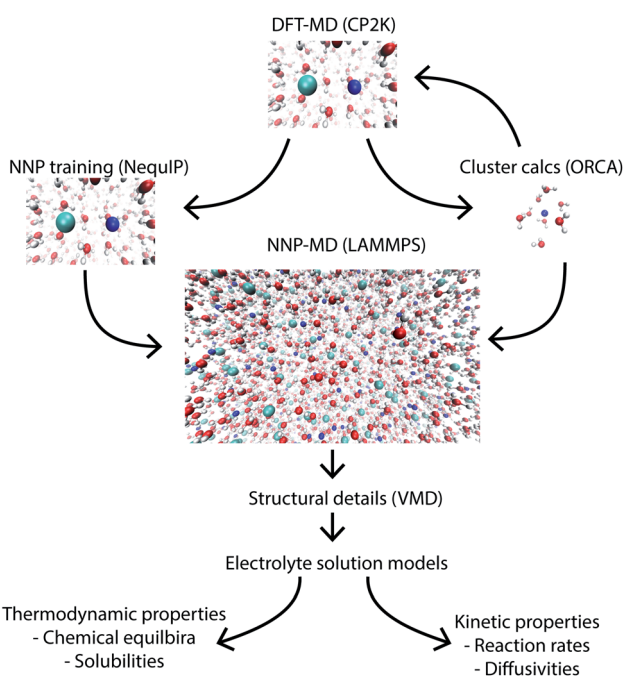 DFT-MD (CP2K)
NNP training (NequIP)
Cluster calcs (ORCA)
NNP-MD (LAMMPS)
Structural details (VMD)
Electrolyte solution models
Thermodynamic properties
- Chemical equilbira
- Solubilities
Kinetic properties
- Reaction rates
- Diffusivities